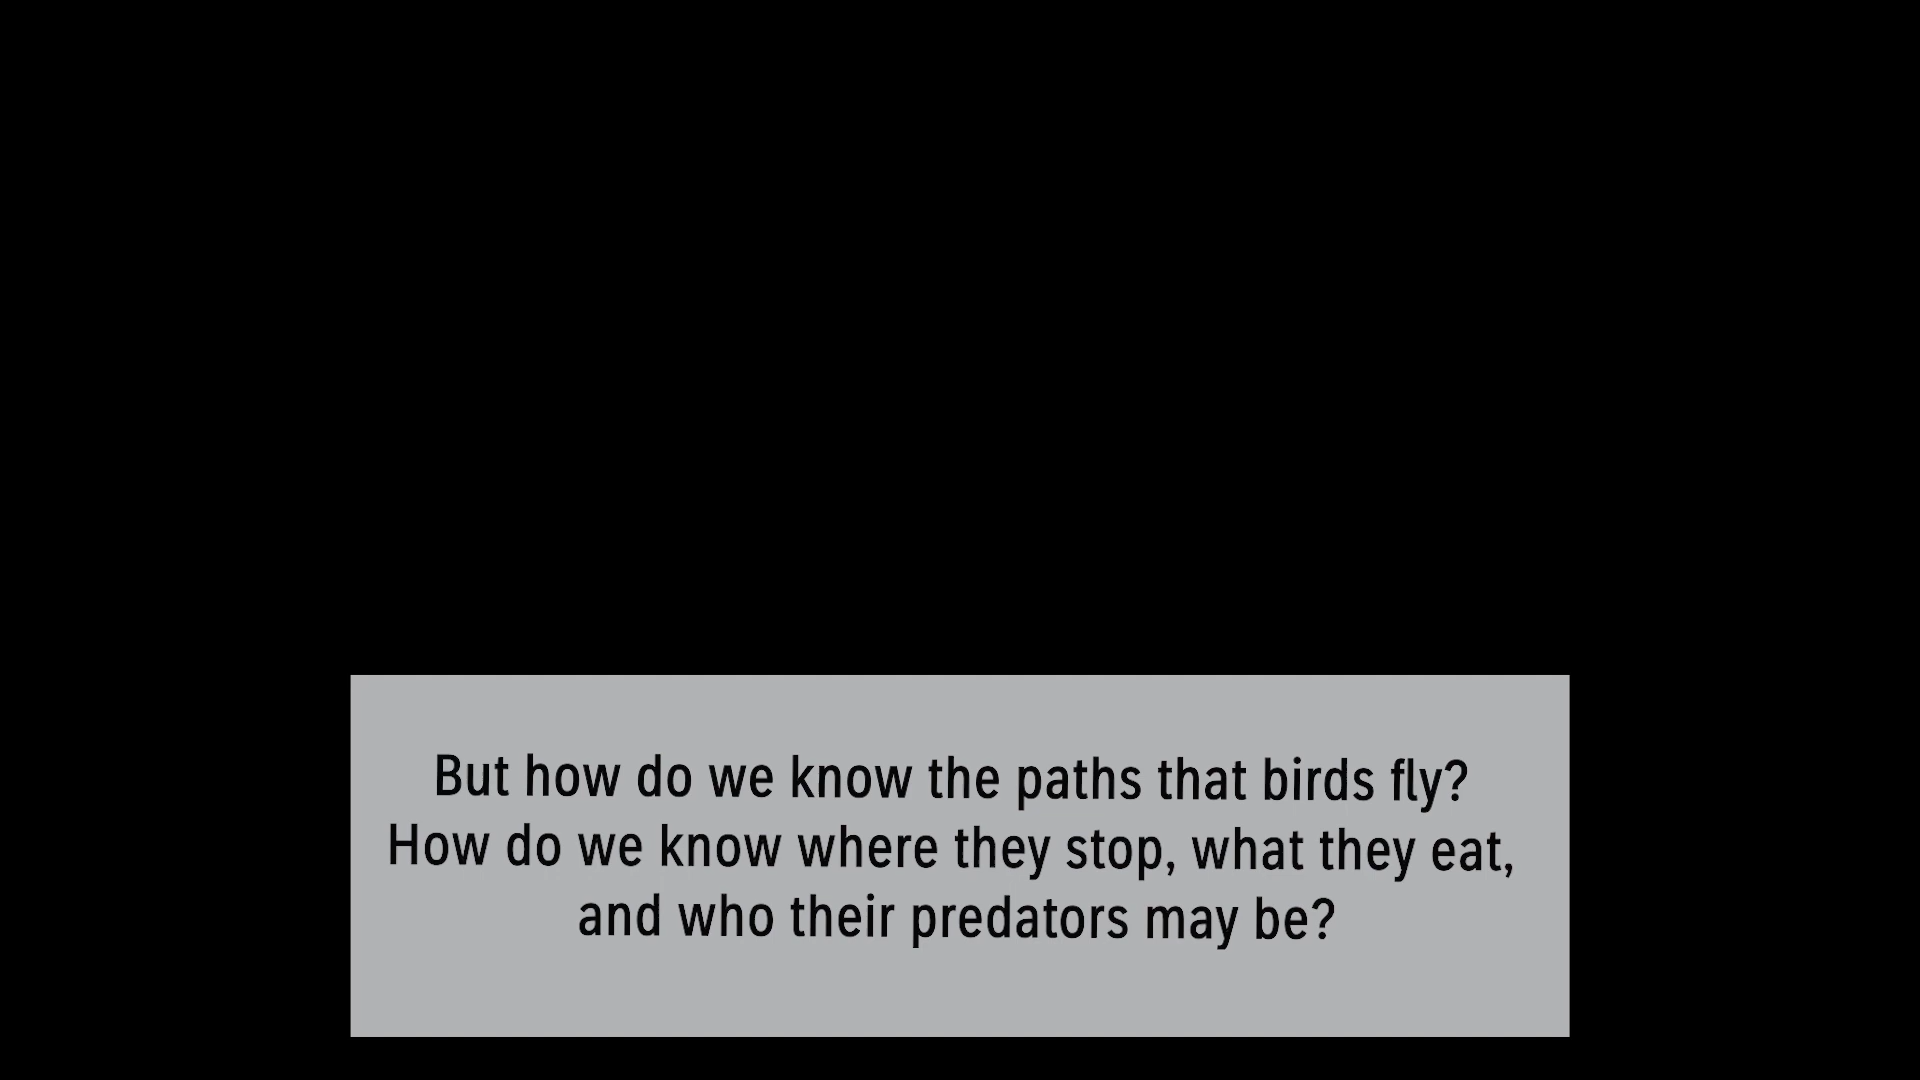 But how do we know the paths that birds fly?
How do we know where they stop, what they eat,
and who their predators may be?